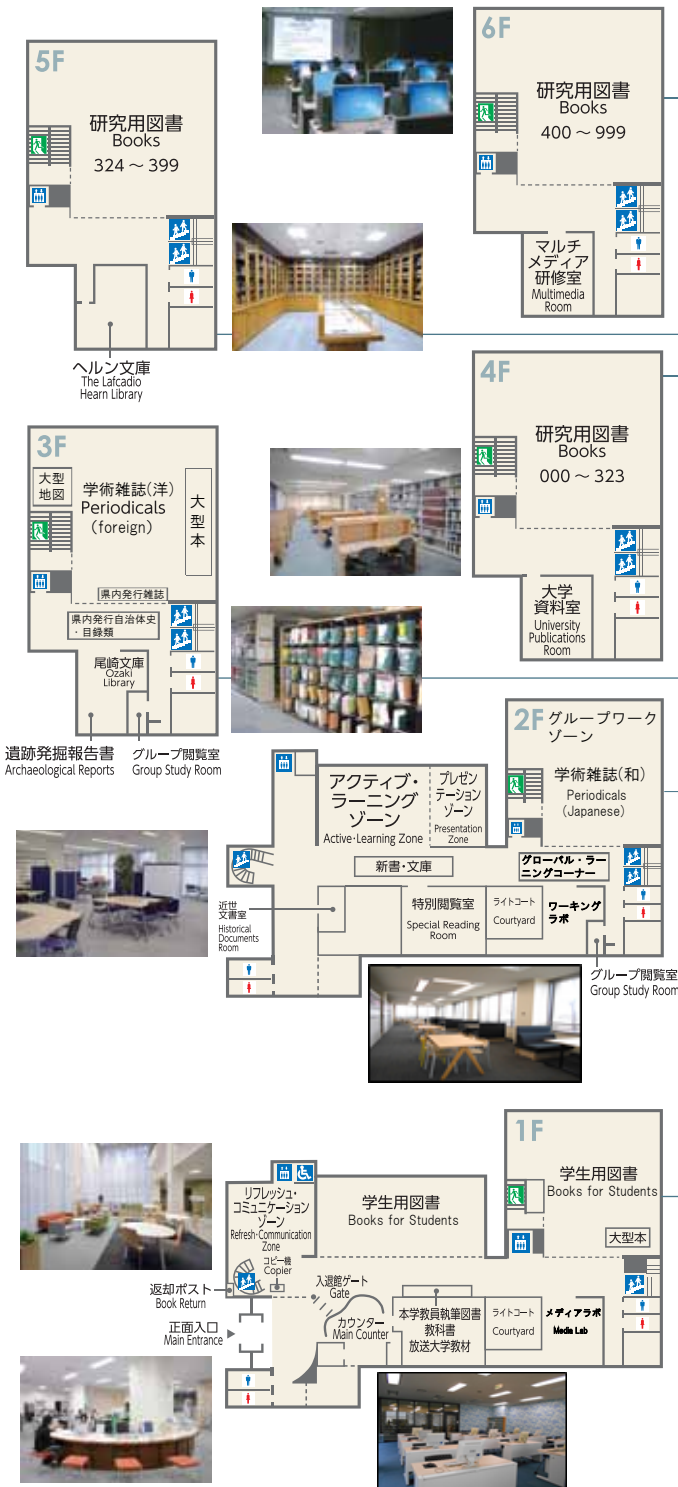 5F
研究用図書
Books
324 ～ 399
ヘルン文庫
The Lafcadio
Hearn Library
6F
研究用図書
Books
400 ～ 999
マルチ
メディア
研修室
Multimedia
Room
4F
研究用図書
Books
000 ～ 323
大学
資料室
University
Publications
Room
3F
大型
地図
学術雑誌(洋)
Periodicals
(foreign)
大型本
県内発行雑誌
県内発行自治体史
・目録類
尾崎文庫
Ozaki
Library
遺跡発掘報告書
Archaeological Reports
グループ閲覧室
Group Study Room
2F
グループワーク
ゾーン
学術雑誌(和)
Periodicals
(Japanese)
アクティブ・
ラーニング
ゾーン
Active・Learning Zone
プレゼン
テーション
ゾーン
Presentation
Zone
新書・文庫
グローバル・ラー
ニングコーナー
近世
文書室
Historical
Documents
Room
特別閲覧室
Special Reading
Room
ライトコート
Courtyard
ワーキング
ラボ
グループ閲覧室
Group Study Room
1F
学生用図書
Books for Students
大型本
リフレッシュ・
コミュニケーション
ゾーン
Refresh・Communication
Zone
学生用図書
Books for Students
コピー機
Copier
返却ポスト
Book Return
入退館ゲート
Gate
正面入口
Main Entrance
カウンター
Main Counter
本学教員執筆図書
教科書
放送大学教材
ライトコート
Courtyard
メディアラボ
Media Lab